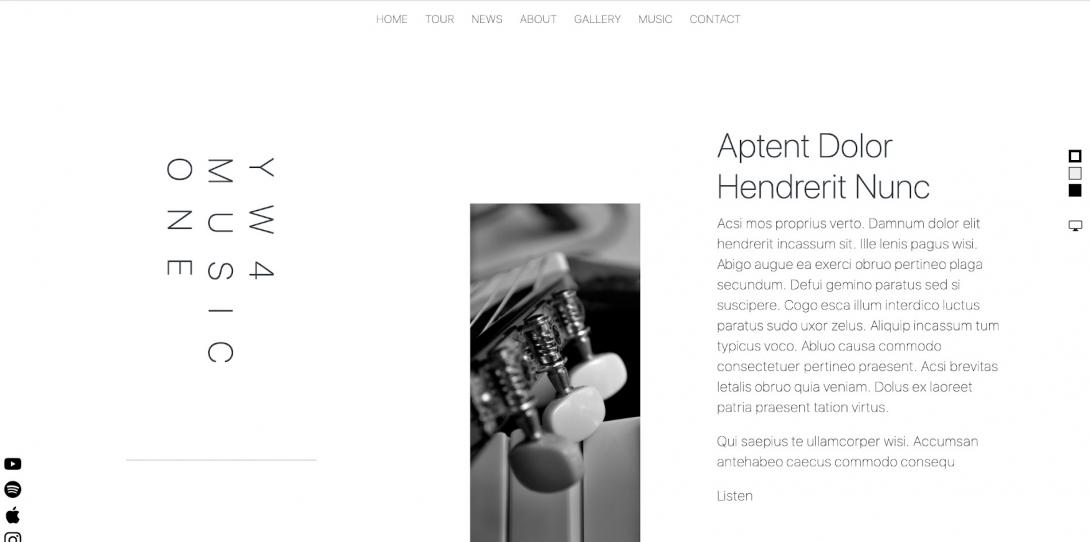 HOME TOUR NEWS ABOUT GALLERY MUSIC CONTACT
YW4
MUSIC
ONE
Aptent Dolor
Hendrerit Nunc
Acsi mos proprius verto. Damnum dolor elit
hendrerit incassum sit. Ille lenis pagus wisi.
Abigo augue ea exerci obruo pertineo plaga
secundum. Defui gemino paratus sed si
suscipere. Cogo esca illum interdico luctus
paratus sudo uxor zelus. Aliquip incassum tum
typicus voco. Abluo causa commodo
consectetuer pertineo praesent. Acsi brevitas
letalis obruo quia veniam. Dolus ex laoreet
patria praesent tation virtus.
Qui saepius te ullamcorper wisi. Accumsan
antehabeo caecus commodo consequ
Listen